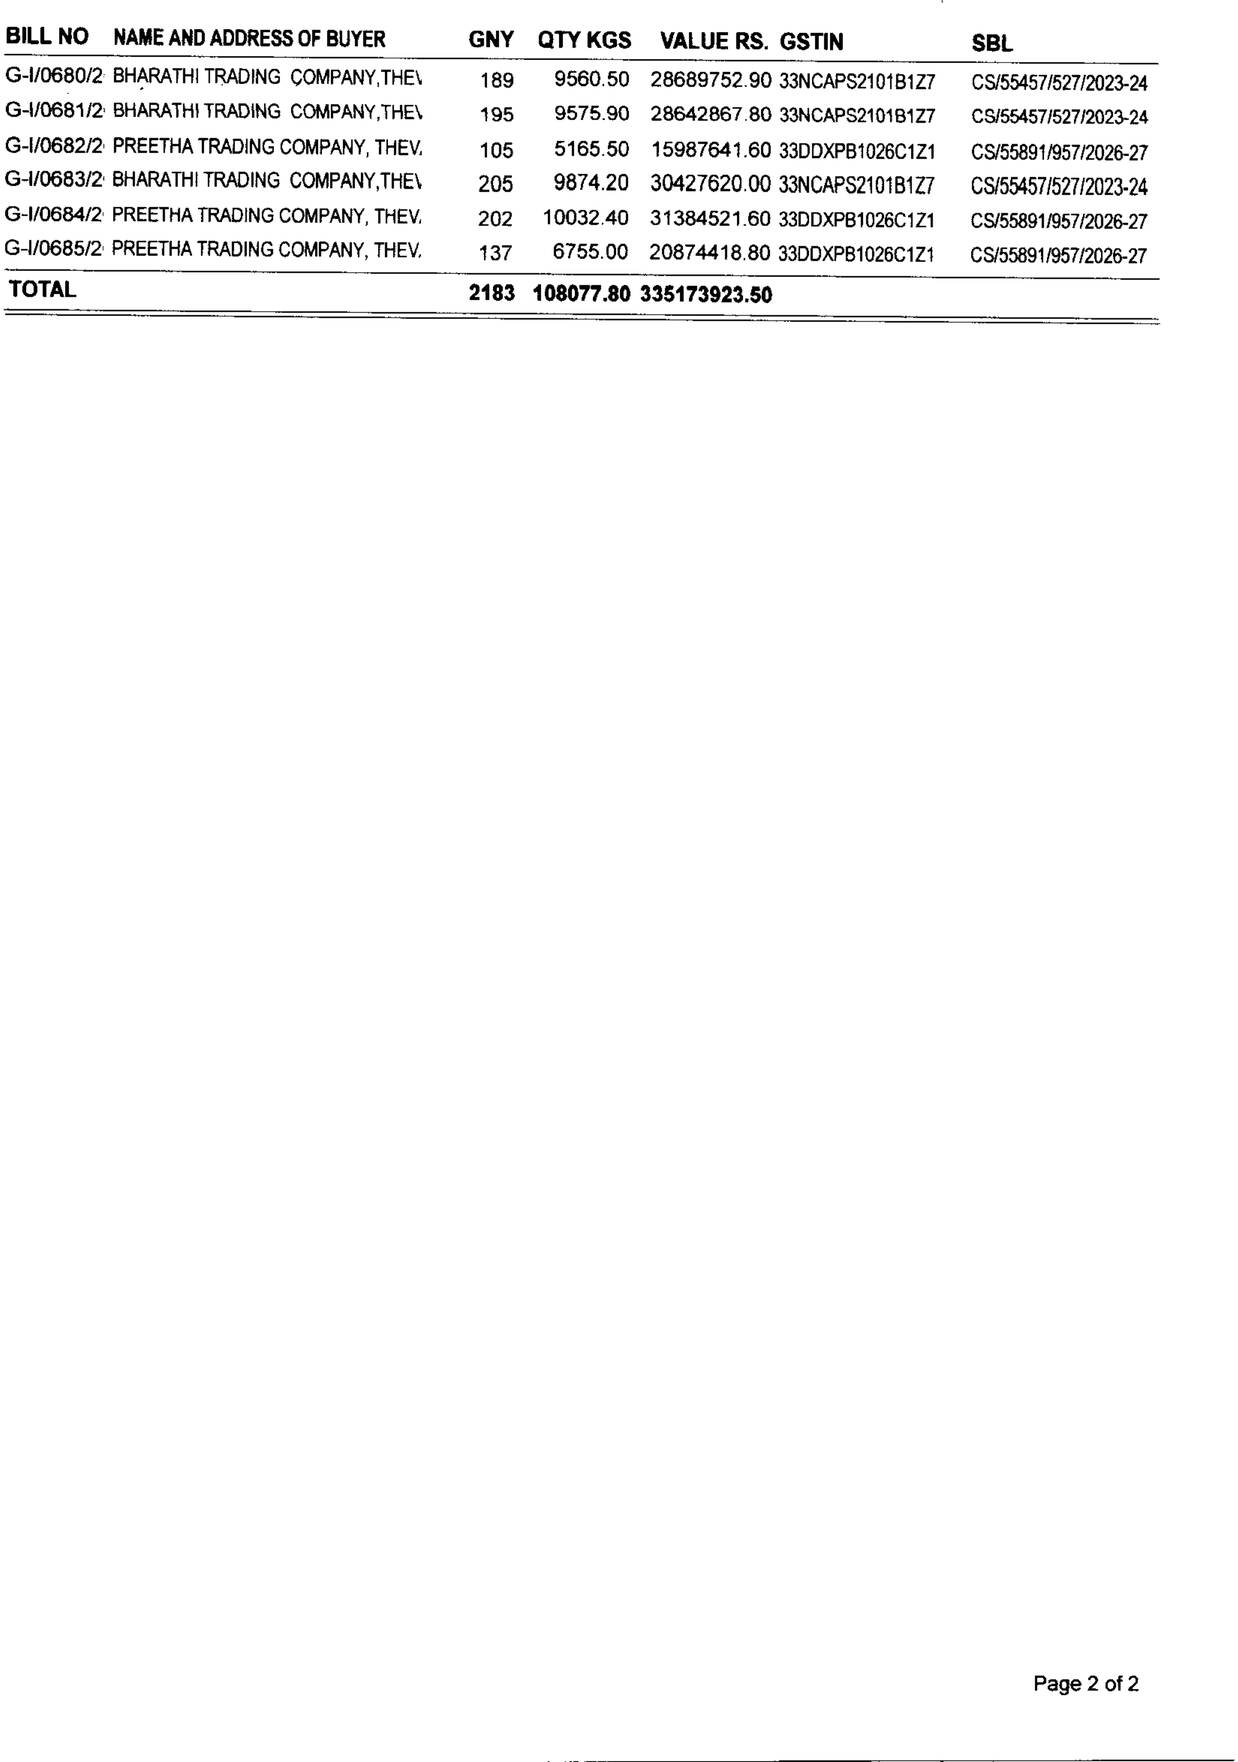 BILL NO NAME AND ADDRESS OF BUYER GNY QTY KGS VALUE RS. GSTIN SBL
G-I/0680/2 BHARATHI TRADING COMPANY,THEV 189 9560.50 28689752.90 33NCAPS2101B1Z7 CS/55457/527/2023-24
G-I/0681/2 BHARATHI TRADING COMPANY,THEV 195 9575.90 28642867.80 33NCAPS2101B1Z7 CS/55457/527/2023-24
G-I/0682/2 PREETHA TRADING COMPANY, THEV. 105 5165.50 15987641.60 33DDXPB1026C1Z1 CS/55891/957/2026-27
G-I/0683/2 BHARATHI TRADING COMPANY,THEV 205 9874.20 30427620.00 33NCAPS2101B1Z7 CS/55457/527/2023-24
G-I/0684/2 PREETHA TRADING COMPANY, THEV. 202 10032.40 31384521.60 33DDXPB1026C1Z1 CS/55891/957/2026-27
G-I/0685/2 PREETHA TRADING COMPANY, THEV. 137 6755.00 20874418.80 33DDXPB1026C1Z1 CS/55891/957/2026-27
TOTAL 2183 108077.80 335173923.50
Page 2 of 2